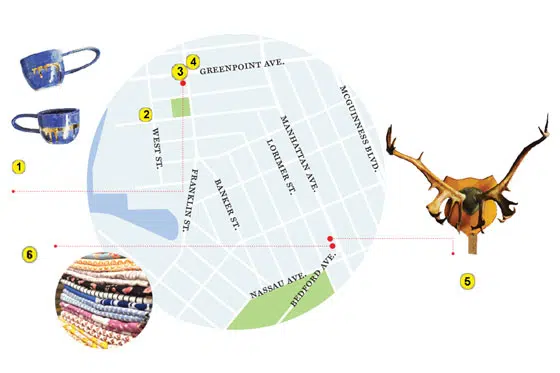 4
3
GREENPOINT AVE.
2
MCGUINNESS BLVD.
MANHATTAN AVE.
WEST ST.
LORIMER ST.
1
FRANKLIN ST.
BANKER ST.
6
5
NASSAU AVE.
BEDFORD AVE.